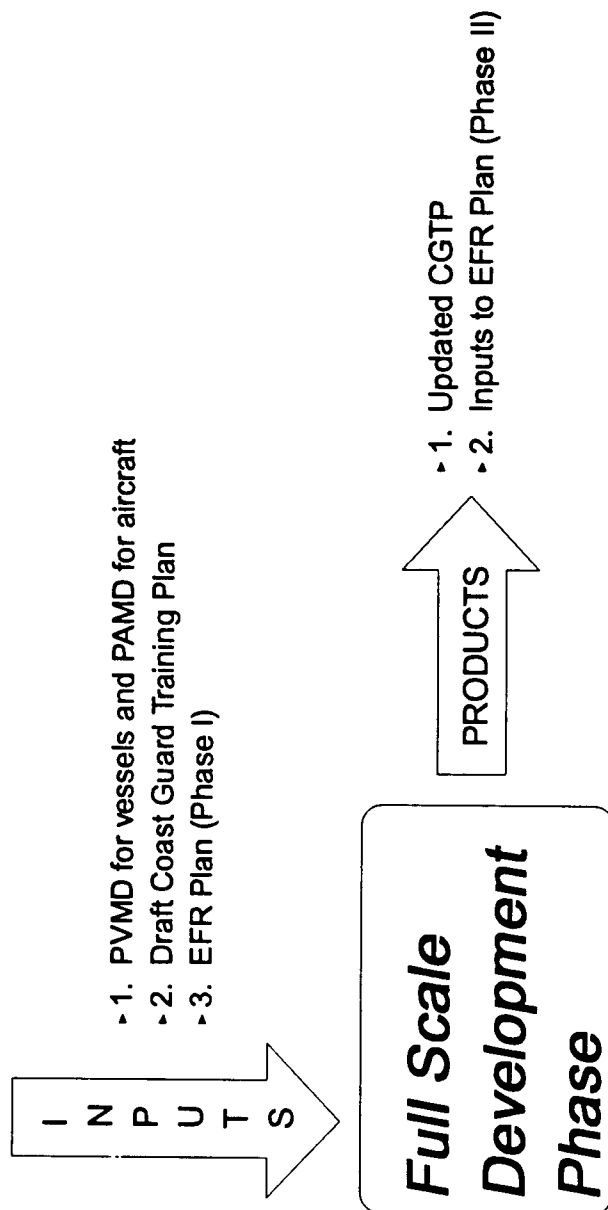 I
N
P
U
T
S
▸ 1. PVMD for vessels and PAMD for aircraft
▸ 2. Draft Coast Guard Training Plan
▸ 3. EFR Plan (Phase I)
Full Scale
Development
Phase
PRODUCTS
▸ 1. Updated CGTP
▸ 2. Inputs to EFR Plan (Phase II)